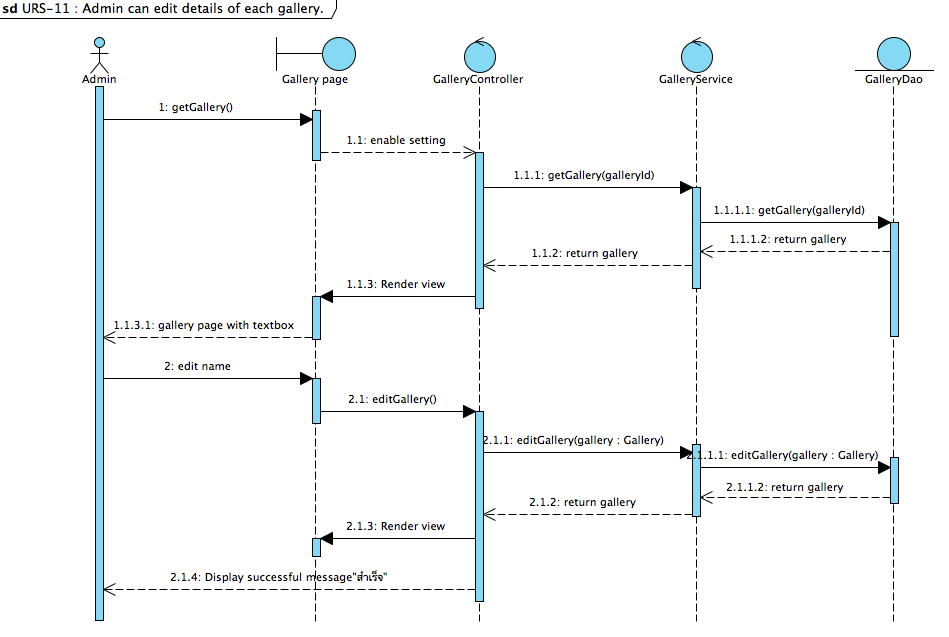 sd URS-11 : Admin can edit details of each gallery.
Admin
Gallery page
GalleryController
GalleryService
GalleryDao
1: getGallery()
1.1: enable setting
1.1.1: getGallery(galleryId)
1.1.1.1: getGallery(galleryId)
1.1.1.2: return gallery
1.1.2: return gallery
1.1.3: Render view
1.1.3.1: gallery page with textbox
2: edit name
2.1: editGallery()
2.1.1: editGallery(gallery : Gallery)
2.1.1.1: editGallery(gallery : Gallery)
2.1.1.2: return gallery
2.1.2: return gallery
2.1.3: Render view
2.1.4: Display successful message"สำเร็จ"